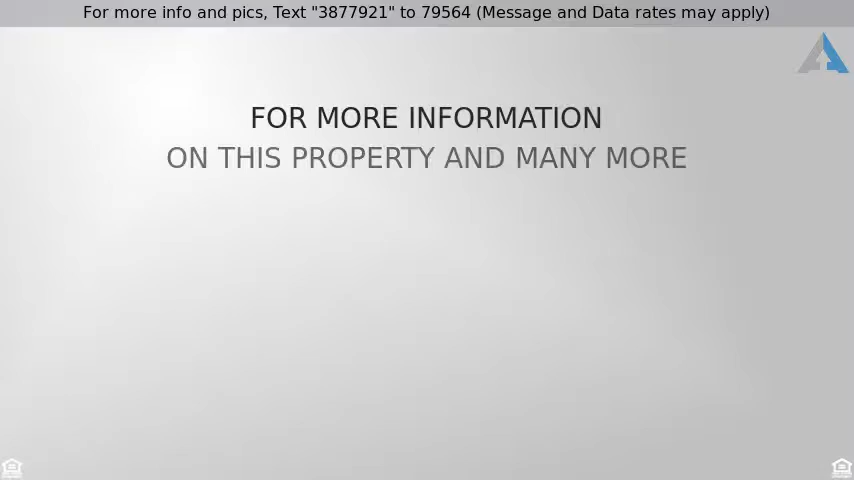 For more info and pics, Text "3877921" to 79564 (Message and Data rates may apply)
FOR MORE INFORMATION
ON THIS PROPERTY AND MANY MORE